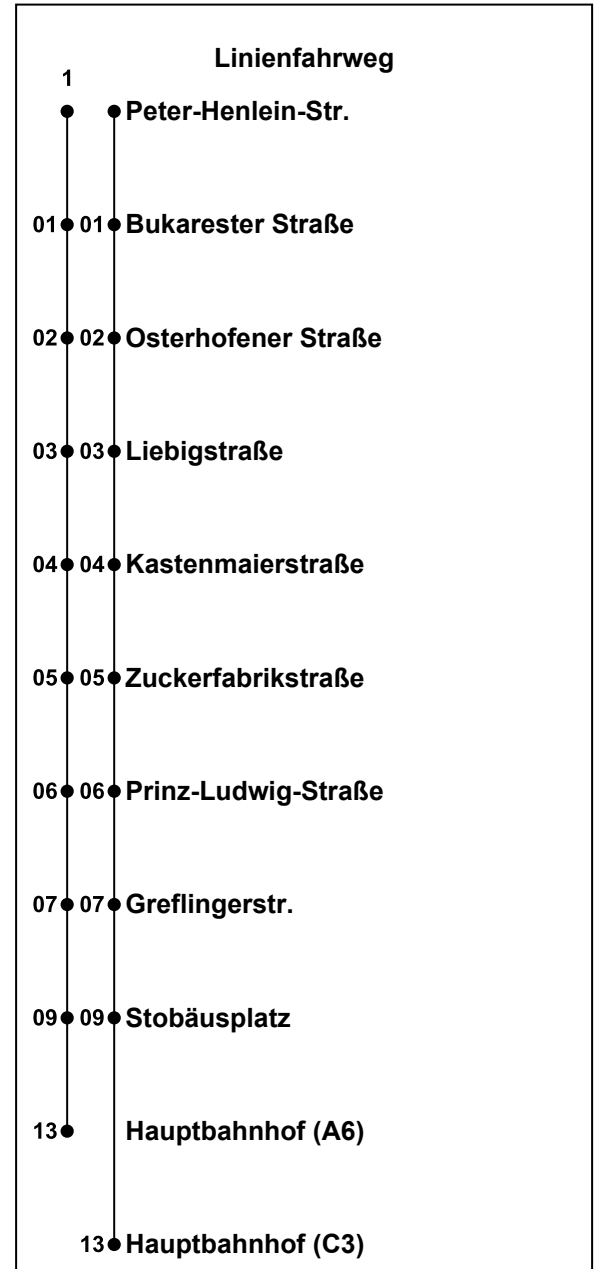 Linienfahrweg
1
Peter-Henlein-Str.
01 01 Bukarester Straße
02 02 Osterhofener Straße
03 03 Liebigstraße
04 04 Kastenmaierstraße
05 05 Zuckerfabrikstraße
06 06 Prinz-Ludwig-Straße
07 07 Greflingerstr.
09 09 Stobäusplatz
13 Hauptbahnhof (A6)
13 Hauptbahnhof (C3)